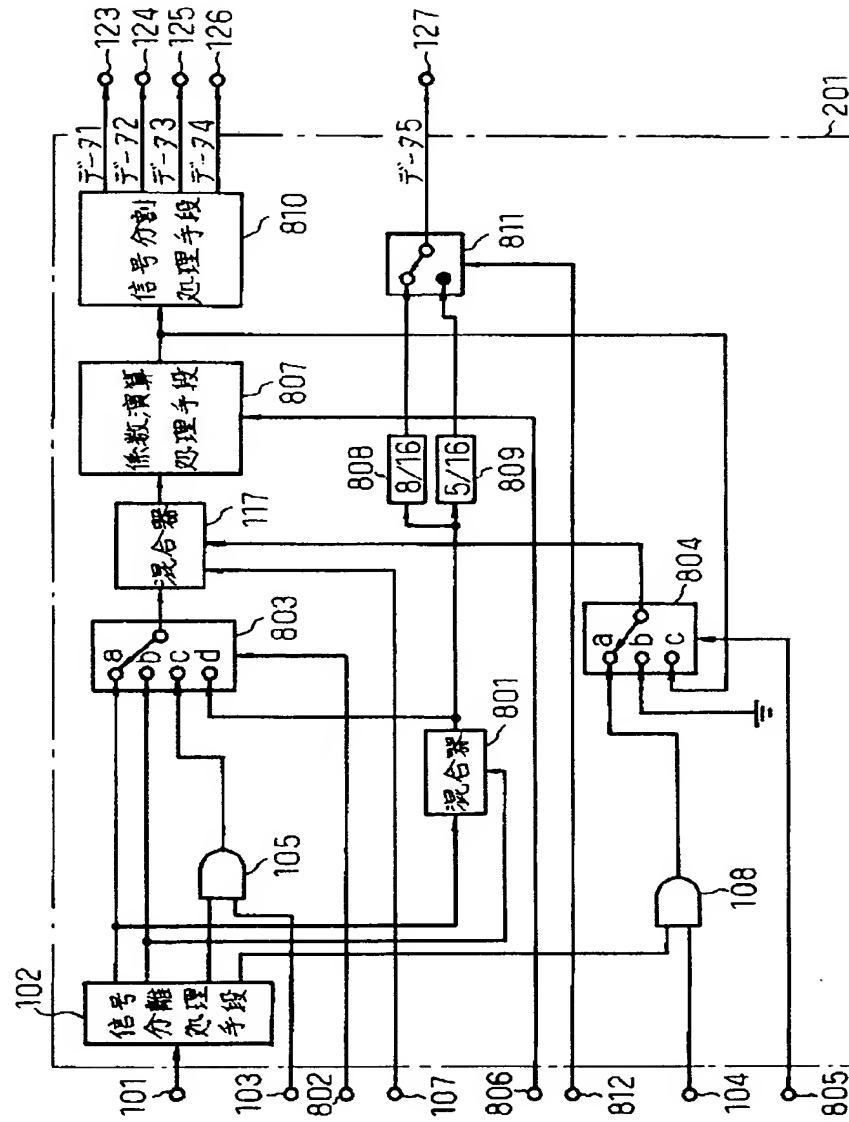 101
103
802
107
806
812
104
805
102
信号
分離
処理
手段
105
108
a
b
c
d
803
混合器
801
a
b
c
804
混合器
117
係数演算
処理手段
807
8/16
808
5/16
809
信号分割
処理手段
810
811
データ1
データ2
データ3
データ4
データ5
123
124
125
126
127
201